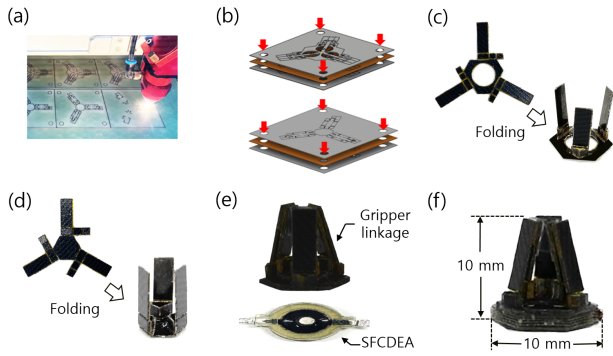 (a)
(b)
(c)
Folding
(d)
Folding
(e)
Gripper
linkage
SFCDEA
(f)
10 mm
10 mm